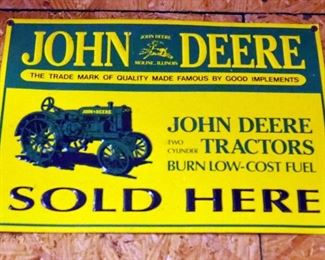 JOHN DEERE
JOHN DEERE
MOLINE, ILLINOIS
THE TRADE MARK OF QUALITY MADE FAMOUS BY GOOD IMPLEMENTS
JOHN DEERE
JOHN DEERE
TWO CYLINDER TRACTORS
BURN LOW-COST FUEL
SOLD HERE